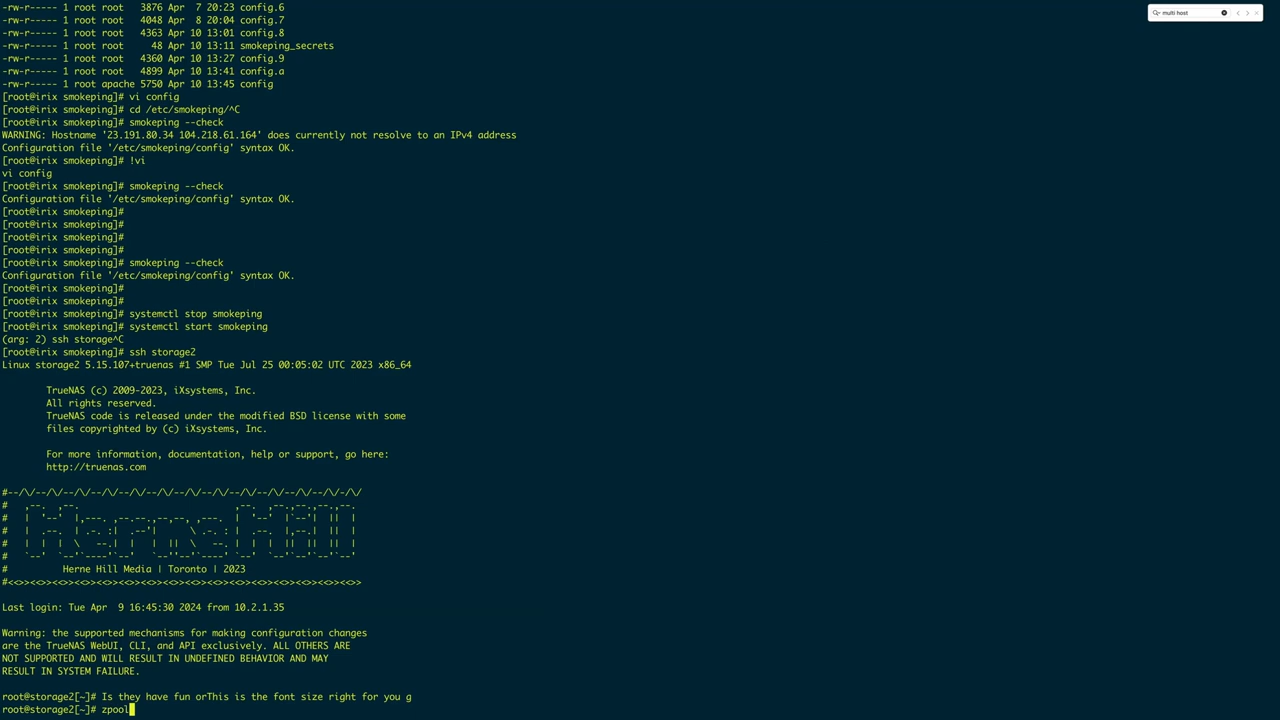 multi host
-rw-r----- 1 root root   3876 Apr  7 20:23 config.6
-rw-r----- 1 root root   4048 Apr  8 20:04 config.7
-rw-r----- 1 root root   4363 Apr 10 13:01 config.8
-rw-r----- 1 root root     48 Apr 10 13:11 smokeping_secrets
-rw-r----- 1 root root   4360 Apr 10 13:27 config.9
-rw-r----- 1 root root   4899 Apr 10 13:41 config.a
-rw-r----- 1 root apache 5750 Apr 10 13:45 config
[root@irix smokeping]# vi config
[root@irix smokeping]# cd /etc/smokeping/^C
[root@irix smokeping]# smokeping --check
WARNING: Hostname '23.191.80.34 104.218.61.164' does currently not resolve to an IPv4 address
Configuration file '/etc/smokeping/config' syntax OK.
[root@irix smokeping]# !vi
vi config
[root@irix smokeping]# smokeping --check
Configuration file '/etc/smokeping/config' syntax OK.
[root@irix smokeping]#
[root@irix smokeping]#
[root@irix smokeping]#
[root@irix smokeping]#
[root@irix smokeping]# smokeping --check
Configuration file '/etc/smokeping/config' syntax OK.
[root@irix smokeping]#
[root@irix smokeping]#
[root@irix smokeping]# systemctl stop smokeping
[root@irix smokeping]# systemctl start smokeping
(arg: 2) ssh storage^C
[root@irix smokeping]# ssh storage2
Linux storage2 5.15.107+truenas #1 SMP Tue Jul 25 00:05:02 UTC 2023 x86_64
TrueNAS (c) 2009-2023, iXsystems, Inc.
All rights reserved.
TrueNAS code is released under the modified BSD license with some
files copyrighted by (c) iXsystems, Inc.
For more information, documentation, help or support, go here:
http://truenas.com
#         Herne Hill Media | Toronto | 2023
Last login: Tue Apr  9 16:45:30 2024 from 10.2.1.35
Warning: the supported mechanisms for making configuration changes
are the TrueNAS WebUI, CLI, and API exclusively. ALL OTHERS ARE
NOT SUPPORTED AND WILL RESULT IN UNDEFINED BEHAVIOR AND MAY
RESULT IN SYSTEM FAILURE.
root@storage2[~]# Is they have fun orThis is the font size right for you g
root@storage2[~]# zpool